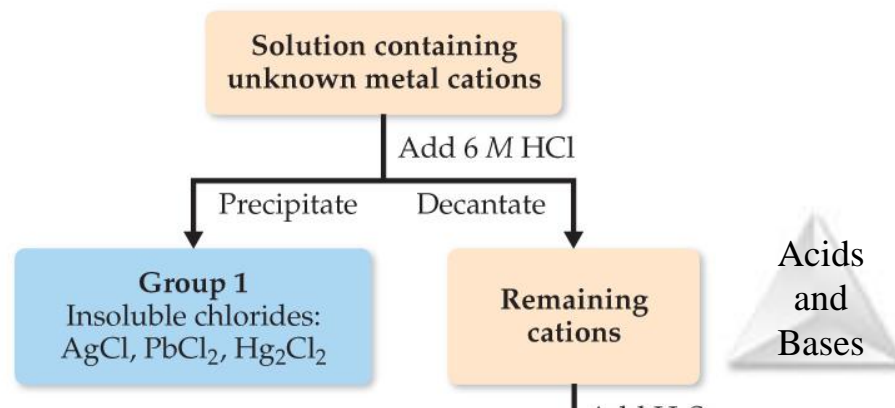 Solution containing
unknown metal cations
Add 6 M HCl
Precipitate
Decantate
Group 1
Insoluble chlorides:
AgCl, PbCl₂, Hg₂Cl₂
Remaining
cations
Acids
and
Bases